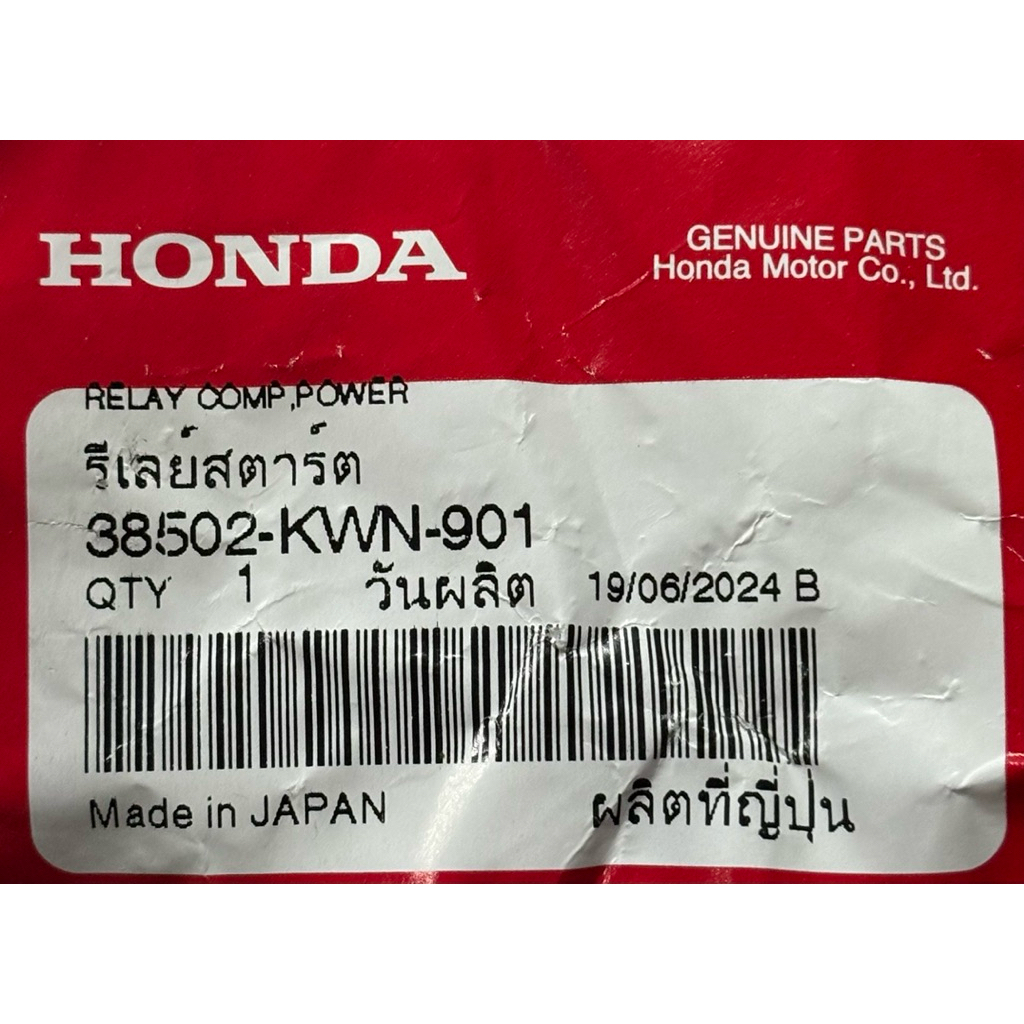 HONDA
GENUINE PARTS
Honda Motor Co., Ltd.
RELAY COMP,POWER
รีเลย์สตาร์ต
38502-KWN-901
QTY 1 วันผลิต 19/06/2024 B
Made in JAPAN ผลิตที่ญี่ปุ่น